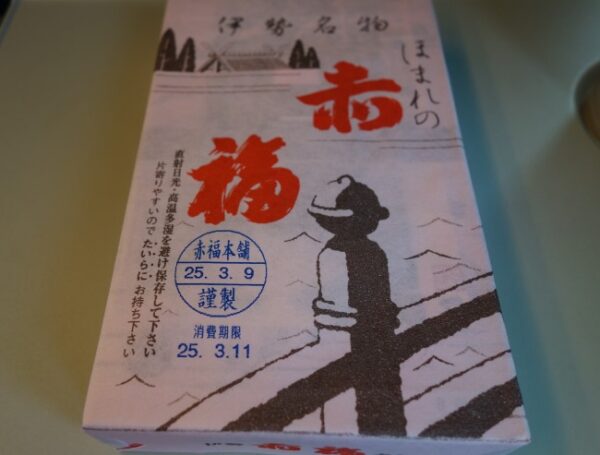 伊勢名物
ほまれの
赤
福
直射日光・高温多湿を避け保存して下さい
片寄りやすいのでたいらにお持ち下さい
赤福本舗
25. 3. 9
謹製
消費期限
25. 3.11
赤福